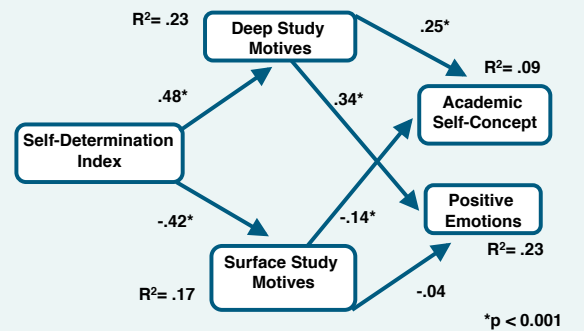 R²= .23
Deep Study
Motives
.25*
R²= .09
.48*
.34*
Academic
Self-Concept
Self-Determination
Index
-.42*
-.14*
Positive
Emotions
R²= .23
Surface Study
Motives
R²= .17
-.04
*p < 0.001